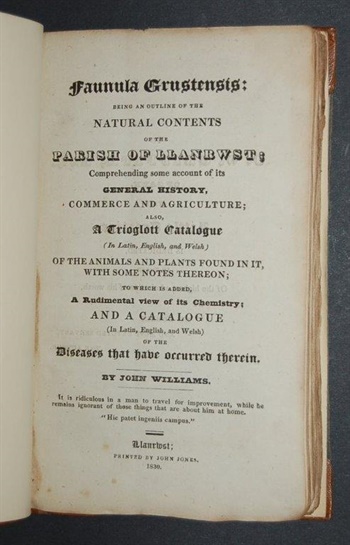 Faunula Grustensis:
BEING AN OUTLINE OF THE
NATURAL CONTENTS
OF THE
PARISH OF LLANRWST;
Comprehending some account of its
GENERAL HISTORY,
COMMERCE AND AGRICULTURE;
ALSO,
A Trioglott Catalogue
(In Latin, English, and Welsh)
OF THE ANIMALS AND PLANTS FOUND IN IT,
WITH SOME NOTES THEREON;
TO WHICH IS ADDED,
A Rudimental view of its Chemistry;
AND A CATALOGUE
(In Latin, English, and Welsh)
OF THE
Diseases that have occurred therein.
BY JOHN WILLIAMS.
It is ridiculous in a man to travel for improvement, while he
remains ignorant of those things that are about him at home.
"Hic patet ingeniis campus."
Llanrwst;
PRINTED BY JOHN JONES,
1830.